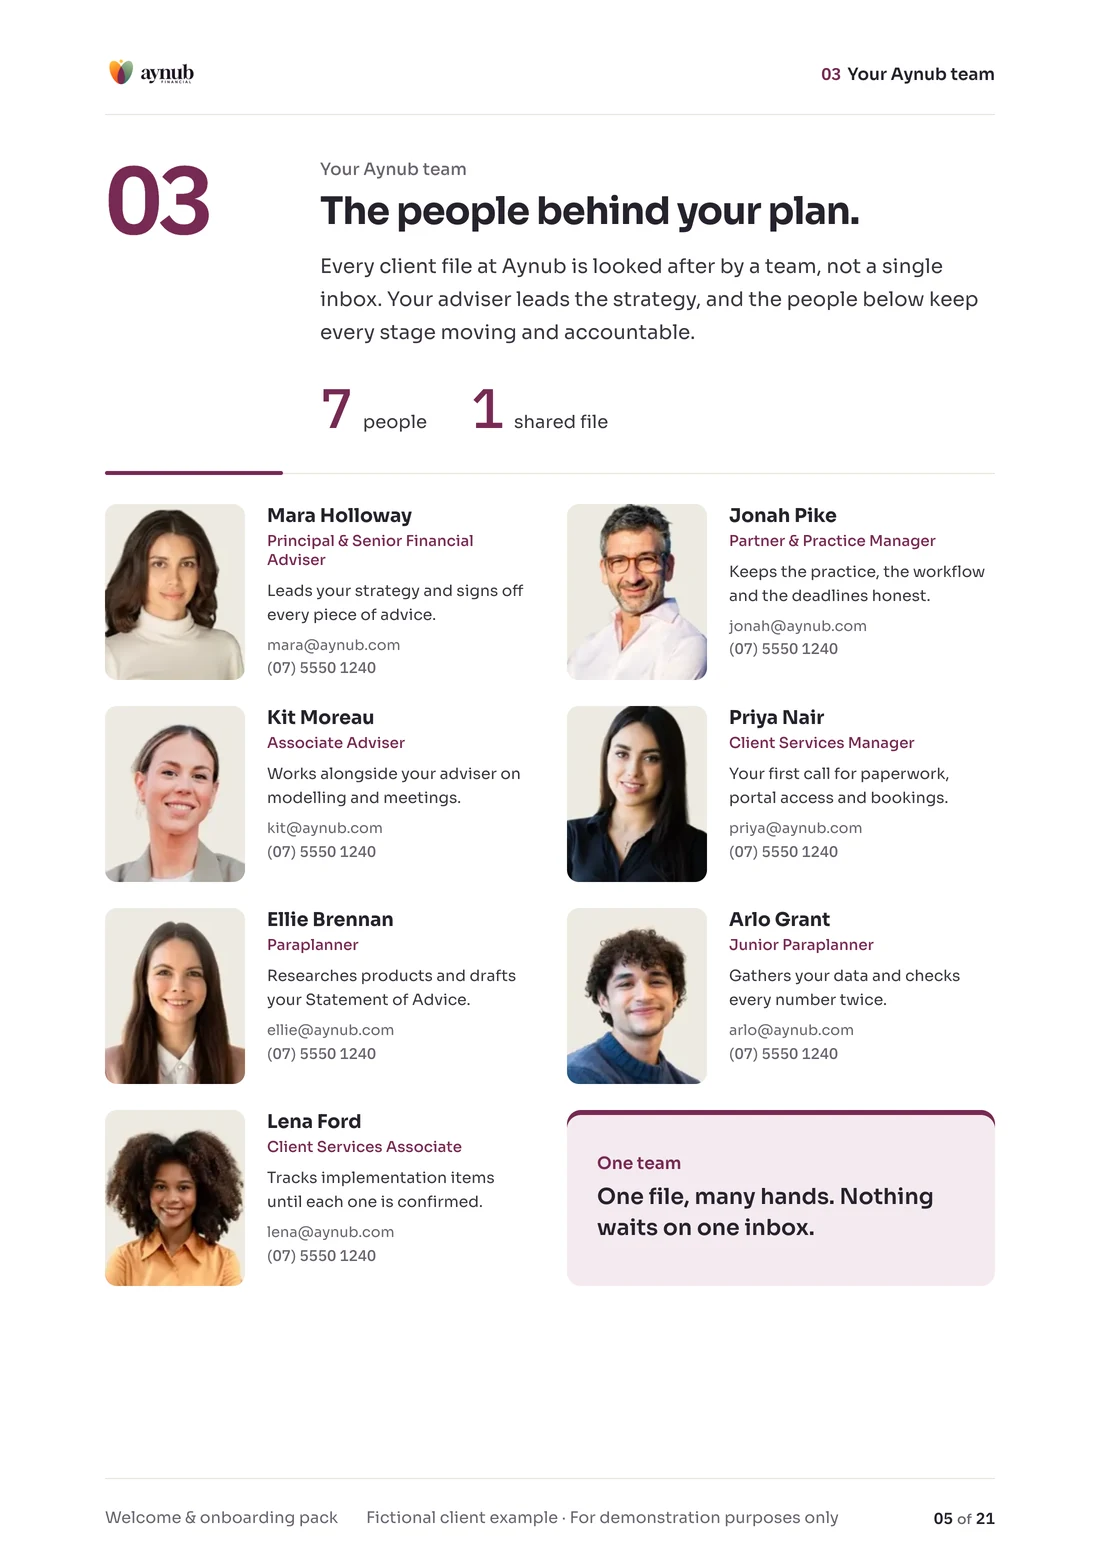 aynub
FINANCIAL
03 Your Aynub team
03
Your Aynub team
The people behind your plan.
Every client file at Aynub is looked after by a team, not a single
inbox. Your adviser leads the strategy, and the people below keep
every stage moving and accountable.
7 people 1 shared file
Mara Holloway
Principal & Senior Financial
Adviser
Leads your strategy and signs off
every piece of advice.
mara@aynub.com
(07) 5550 1240
Jonah Pike
Partner & Practice Manager
Keeps the practice, the workflow
and the deadlines honest.
jonah@aynub.com
(07) 5550 1240
Kit Moreau
Associate Adviser
Works alongside your adviser on
modelling and meetings.
kit@aynub.com
(07) 5550 1240
Priya Nair
Client Services Manager
Your first call for paperwork,
portal access and bookings.
priya@aynub.com
(07) 5550 1240
Ellie Brennan
Paraplanner
Researches products and drafts
your Statement of Advice.
ellie@aynub.com
(07) 5550 1240
Arlo Grant
Junior Paraplanner
Gathers your data and checks
every number twice.
arlo@aynub.com
(07) 5550 1240
Lena Ford
Client Services Associate
Tracks implementation items
until each one is confirmed.
lena@aynub.com
(07) 5550 1240
One team
One file, many hands. Nothing
waits on one inbox.
Welcome & onboarding pack Fictional client example · For demonstration purposes only 05 of 21